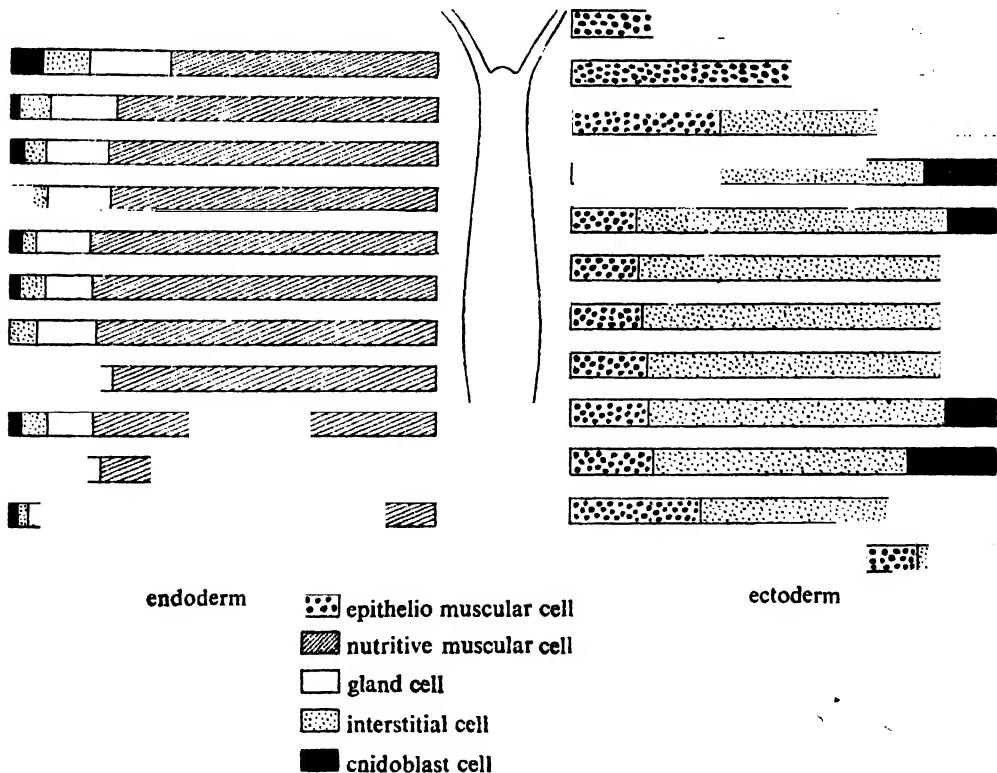 endoderm
ectoderm
epithelio muscular cell
nutritive muscular cell
gland cell
interstitial cell
cnidoblast cell